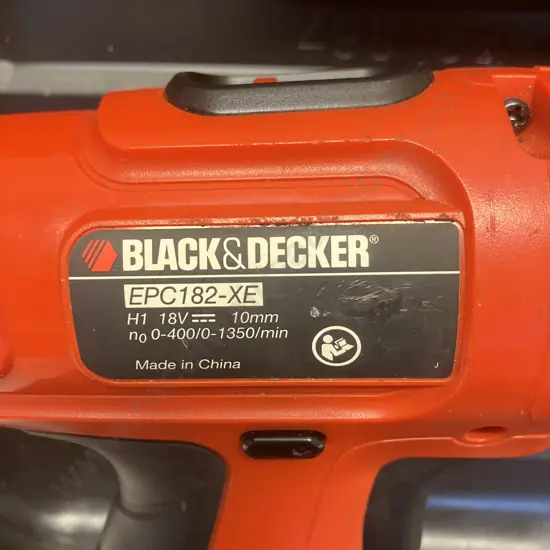 BLACK&DECKER®
EPC182-XE
H1 18V⎓ 10mm
n₀ 0-400/0-1350/min
Made in China
J